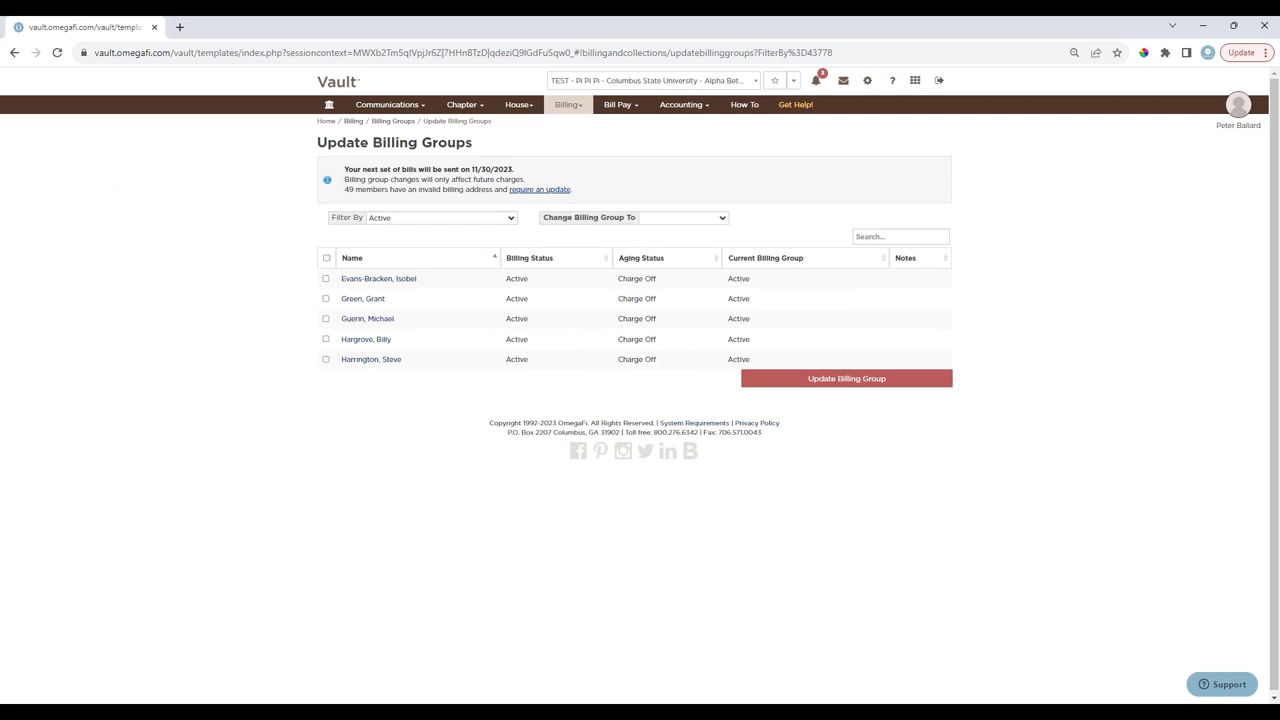 vault.omegafi.com/vault/templa
vault.omegafi.com/vault/templates/index.php?sessioncontext=
Update
Vault
TEST - Pi Pi Pi - Columbus State University - Alpha Bet...
3
Communications
Chapter
House
Billing
Bill Pay
Accounting
How To
Get Help!
Peter Ballard
Home / Billing / Billing Groups / Update Billing Groups
Update Billing Groups
Your next set of bills will be sent on 11/30/2023.
Billing group changes will only affect future charges.
49 members have an invalid billing address and require an update.
Filter By Active Change Billing Group To
Search...
Name Billing Status Aging Status Current Billing Group Notes
Evans-Bracken, Isobel Active Charge Off Active
Green, Grant Active Charge Off Active
Guerin, Michael Active Charge Off Active
Hargrove, Billy Active Charge Off Active
Harrington, Steve Active Charge Off Active
Update Billing Group
Copyright 1992-2023 OmegaFi. All Rights Reserved. | System Requirements | Privacy Policy
P.O. Box 2207 Columbus, GA 31902 | Toll free: 800.276.6342 | Fax: 706.571.0043
Support